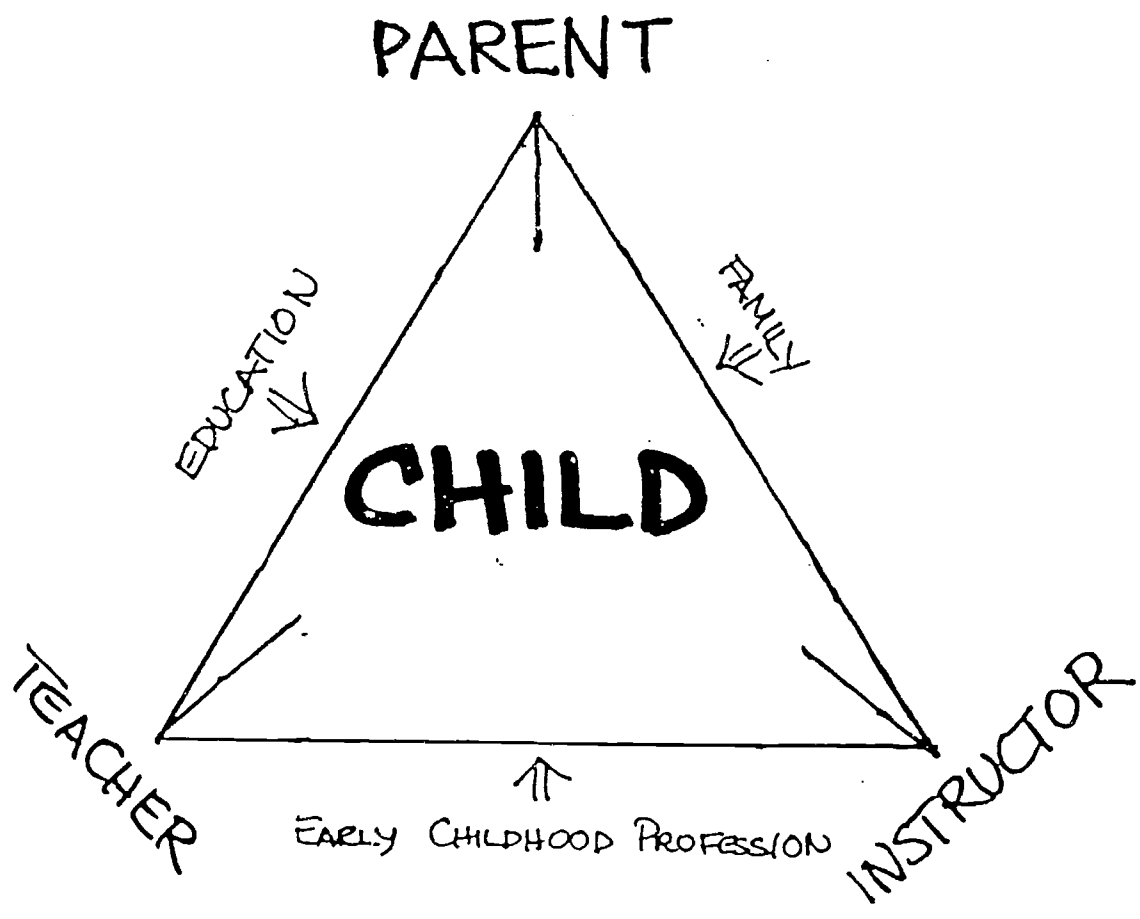 PARENT
EDUCATION
FAMILY
CHILD
TEACHER
INSTRUCTOR
EARLY CHILDHOOD PROFESSION